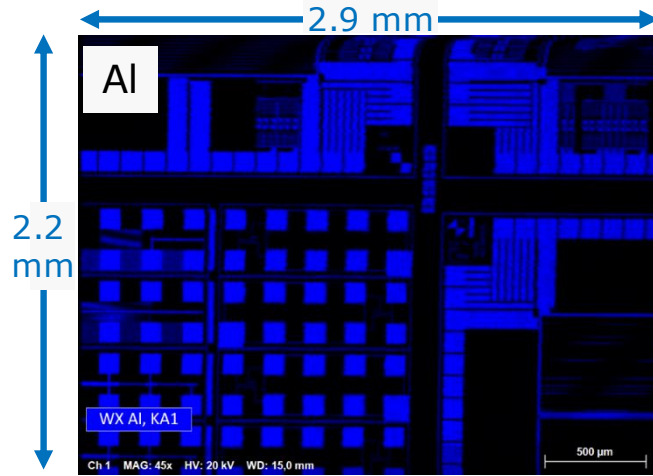 2.9 mm
Al
2.2
mm
WX Al, KA1
Ch 1 MAG: 45x HV: 20 kV WD: 15,0 mm
500 µm